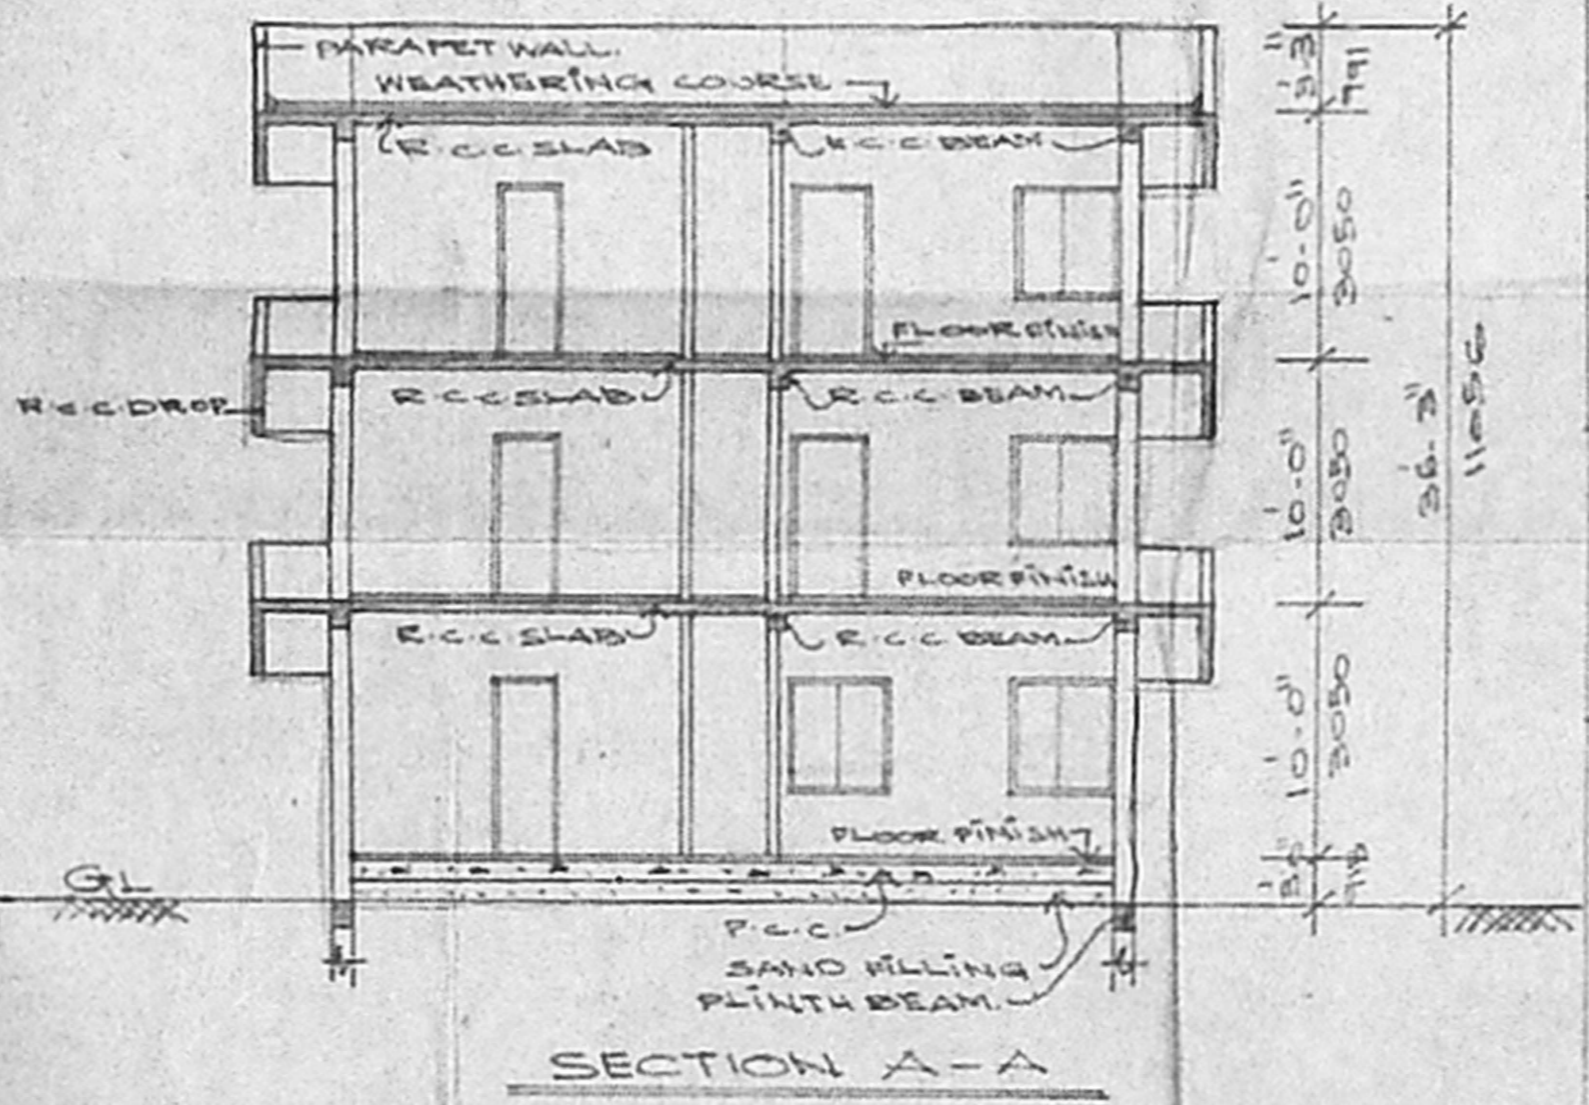 PARAPET WALL.
WEATHERING COURSE
R.C.C. SLAB
R.C.C. BEAM
FLOOR FINISH
R.C.C. SLAB
R.C.C. BEAM
R.C.C. DROP
FLOOR FINISH
R.C.C. SLAB
R.C.C. BEAM
FLOOR FINISH
GL
P.C.C.
SAND FILLING
PLINTH BEAM.
SECTION A-A
3'-3"
991
10'-0"
3050
10'-0"
3050
10'-0"
3050
36'-3"
11056